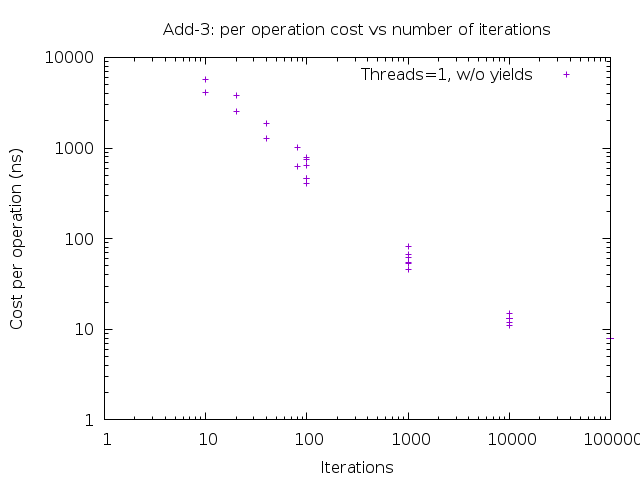 Add-3: per operation cost vs number of iterations
10000
Threads=1, w/o yields
1000
Cost per operation (ns)
100
10
1
1 10 100 1000 10000 100000
Iterations